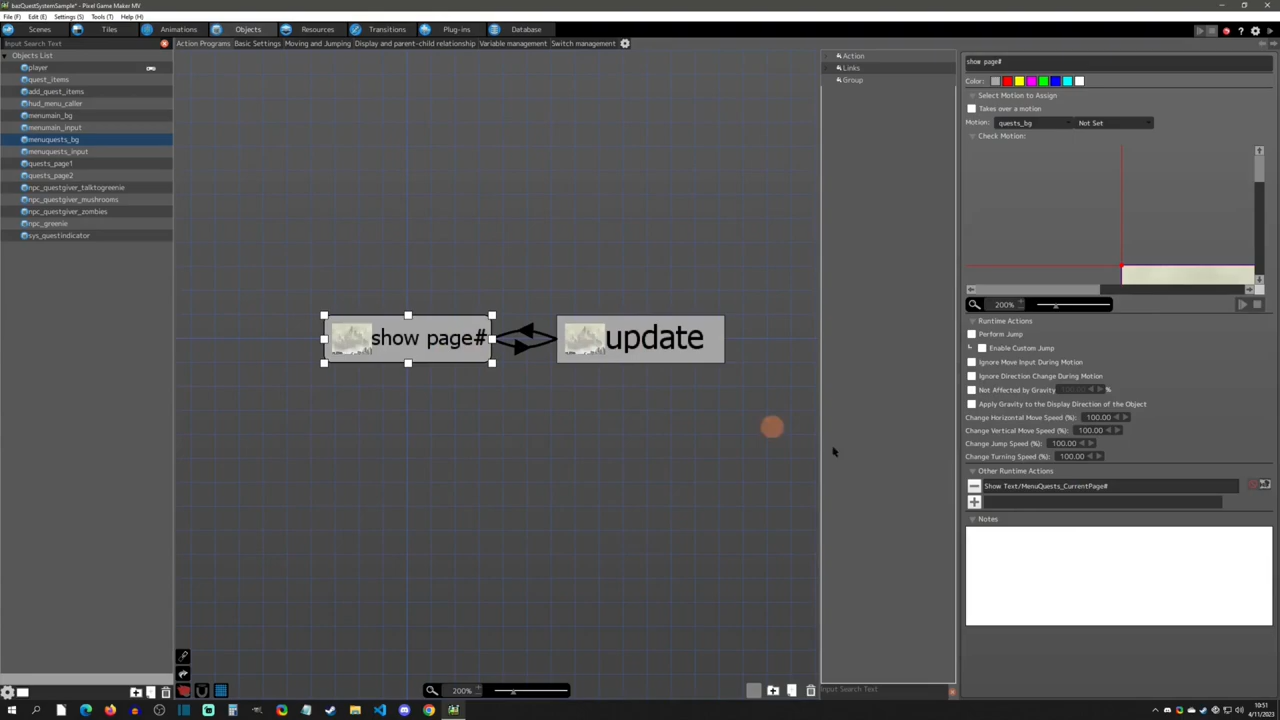 bazQuestSystemSample* - Pixel Game Maker MV
File (F) Edit (E) Settings (S) Tools (T) Help (H)
Scenes Tiles Animations Objects Resources Transitions Plug-ins Database
Input Search Text
Action Programs Basic Settings Moving and Jumping Display and parent-child relationship Variable management Switch management
Objects List
player
quest_items
add_quest_items
hud_menu_caller
menumain_bg
menumain_input
menuquests_bg
menuquests_input
quests_page1
quests_page2
npc_questgiver_talktogreenie
npc_questgiver_mushrooms
npc_questgiver_zombies
npc_greenie
sys_questindicator
show page#
update
200%
Action
Links
Group
Input Search Text
show page#
Color:
Select Motion to Assign
Takes over a motion
Motion: quests_bg Not Set
Check Motion:
200%
Runtime Actions
Perform Jump
Enable Custom Jump
Ignore Move Input During Motion
Ignore Direction Change During Motion
Not Affected by Gravity 100.00 %
Apply Gravity to the Display Direction of the Object
Change Horizontal Move Speed (%): 100.00
Change Vertical Move Speed (%): 100.00
Change Jump Speed (%): 100.00
Change Turning Speed (%): 100.00
Other Runtime Actions
Show Text/MenuQuests_CurrentPage#
Notes
10:51
4/11/2023